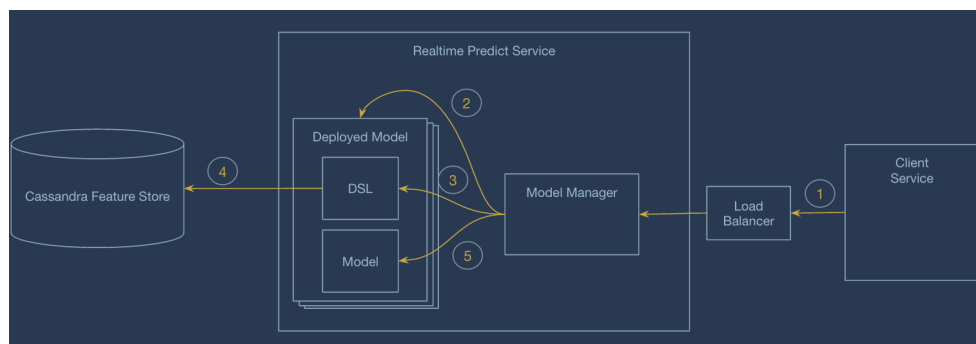 Realtime Predict Service
2
Deployed Model
Client
Service
4
DSL
3
Model Manager
1
Cassandra Feature Store
Load
Balancer
Model
5